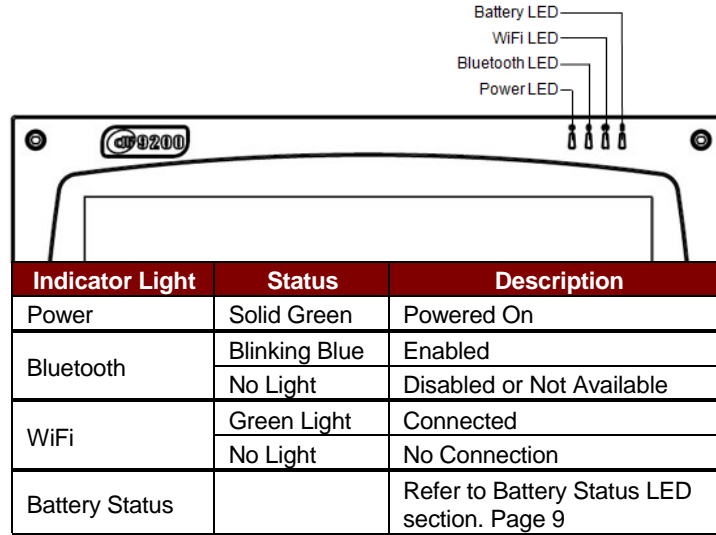 Battery LED
WiFi LED
Bluetooth LED
Power LED
9200
Indicator Light Status Description
Power Solid Green Powered On
Bluetooth Blinking Blue Enabled
No Light Disabled or Not Available
WiFi Green Light Connected
No Light No Connection
Battery Status Refer to Battery Status LED
section. Page 9